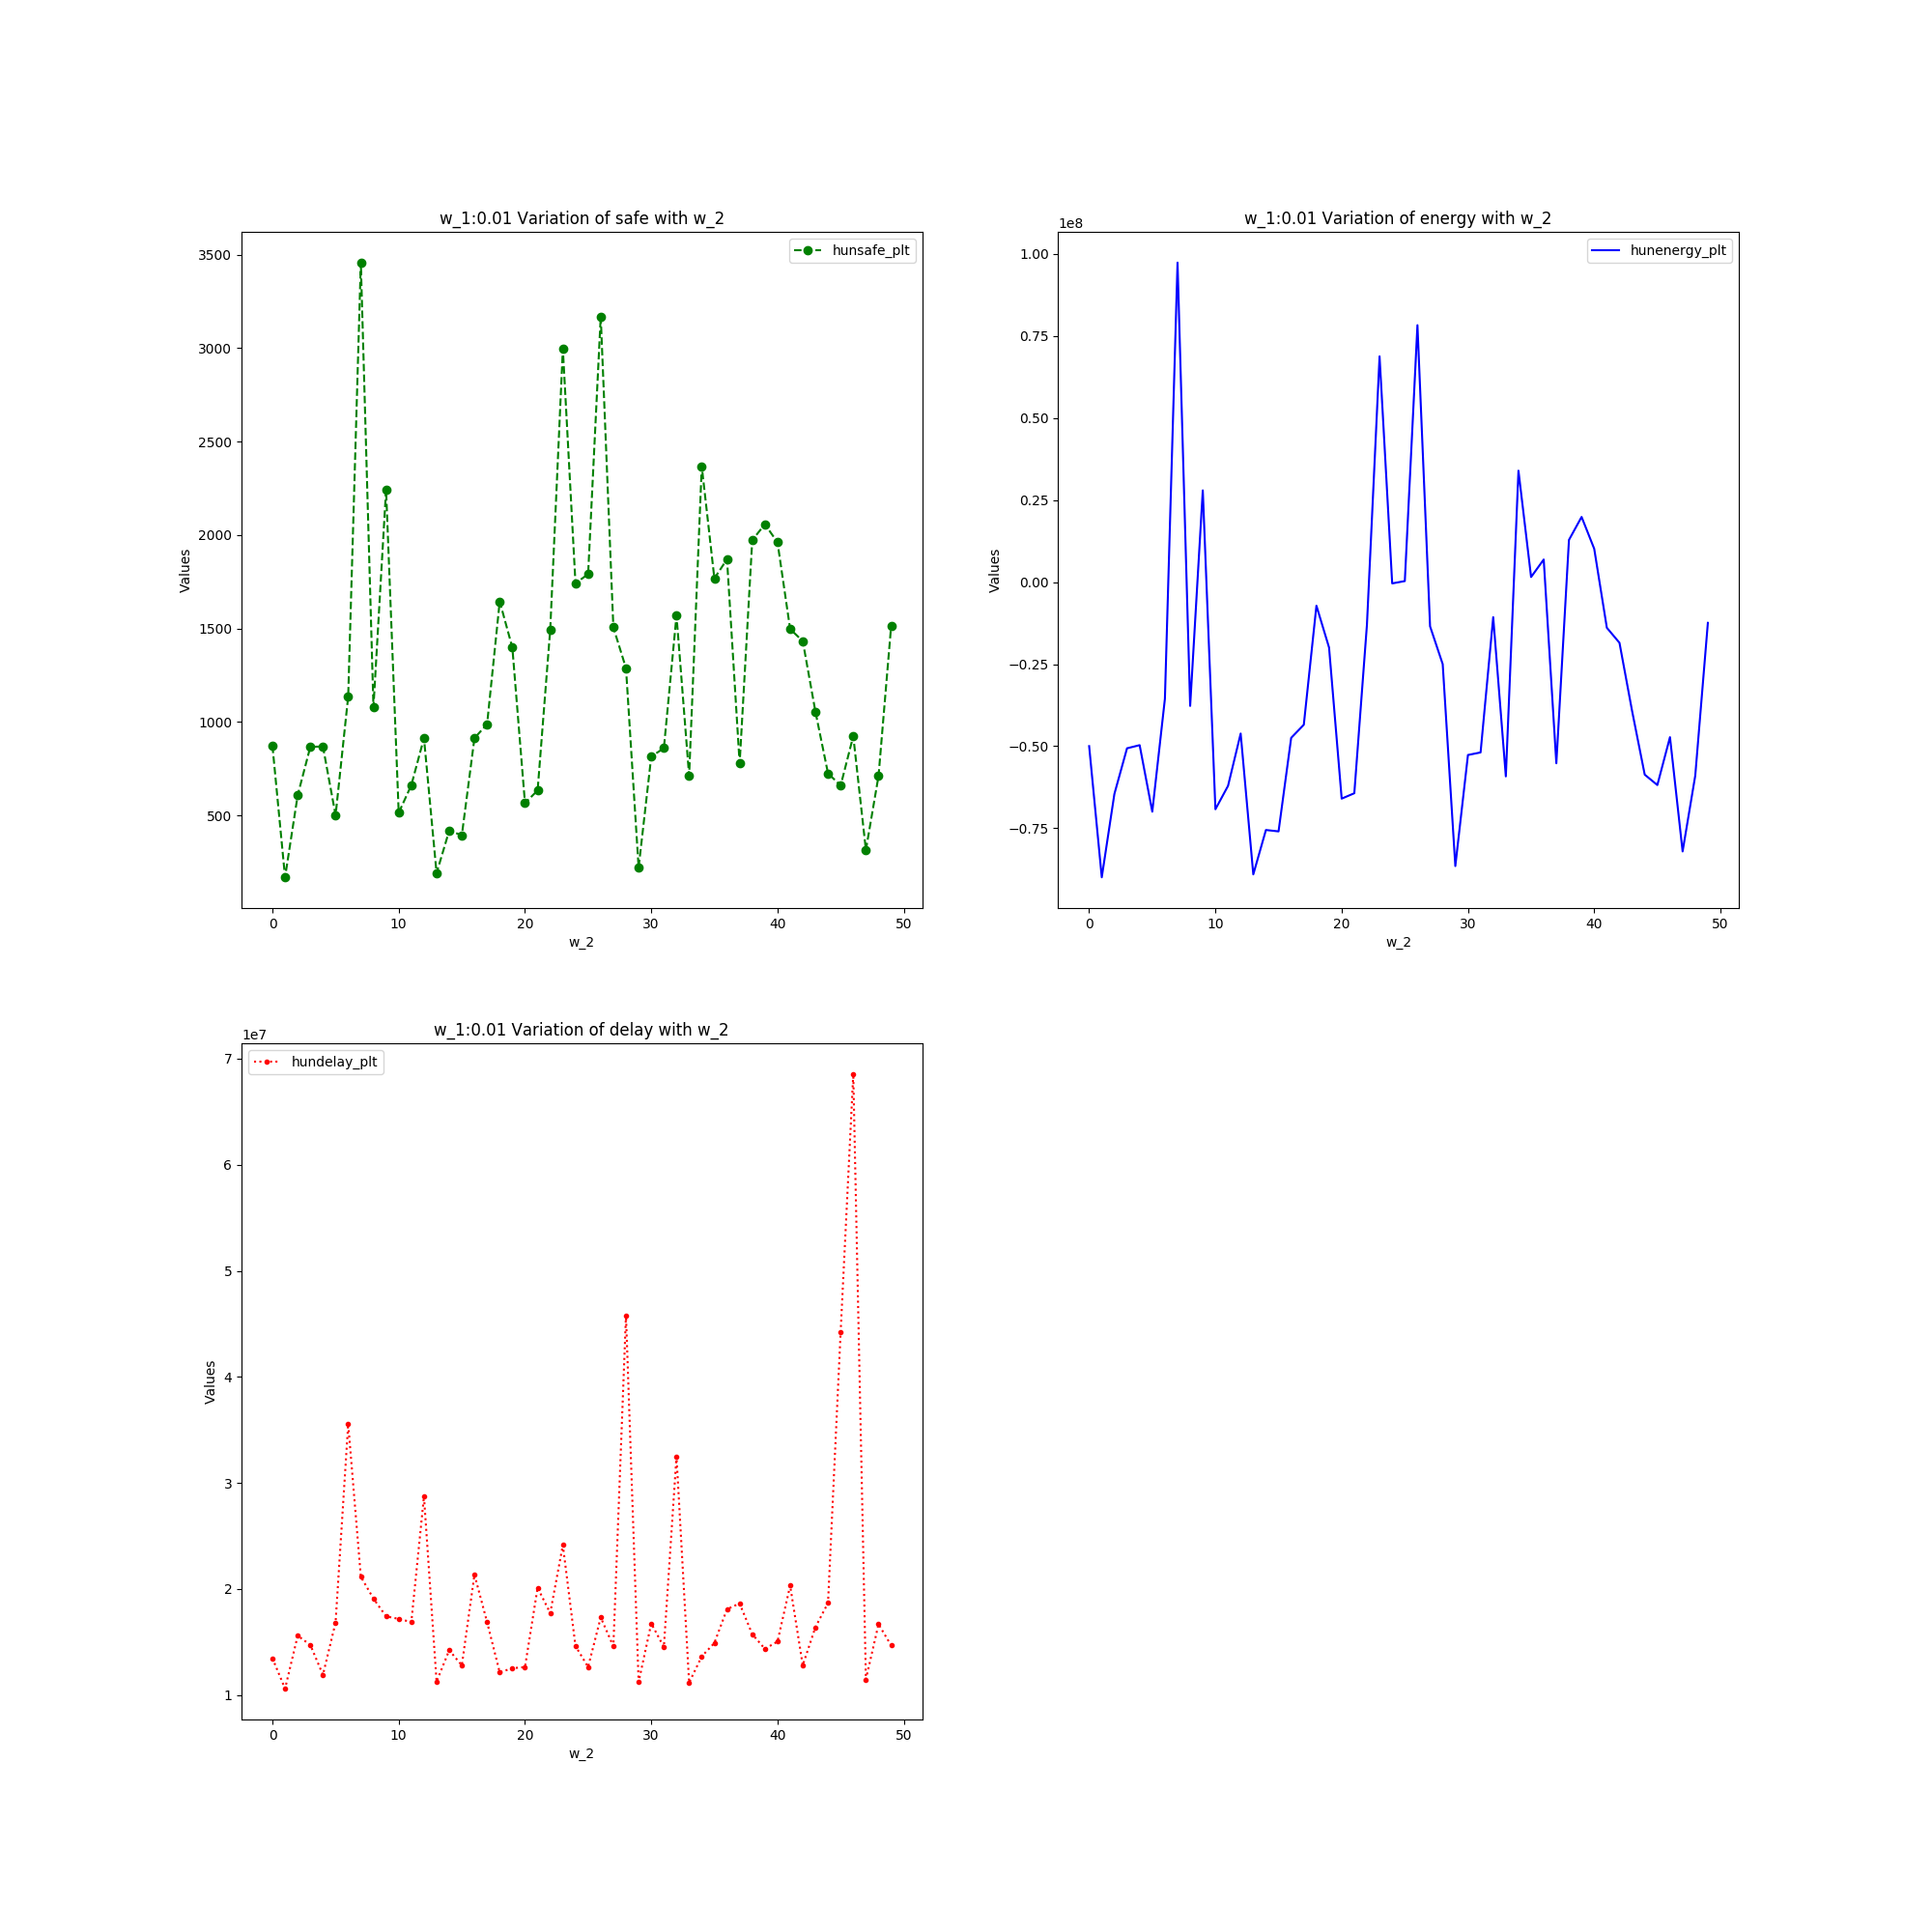 w_1:0.01 Variation of safe with w_2
hunsafe_plt
3500
3000
2500
2000
1500
1000
500
Values
0 10 20 30 40 50
w_2
w_1:0.01 Variation of energy with w_2
1e8
hunenergy_plt
1.00
0.75
0.50
0.25
0.00
−0.25
−0.50
−0.75
Values
0 10 20 30 40 50
w_2
w_1:0.01 Variation of delay with w_2
1e7
hundelay_plt
7
6
5
4
3
2
1
Values
0 10 20 30 40 50
w_2